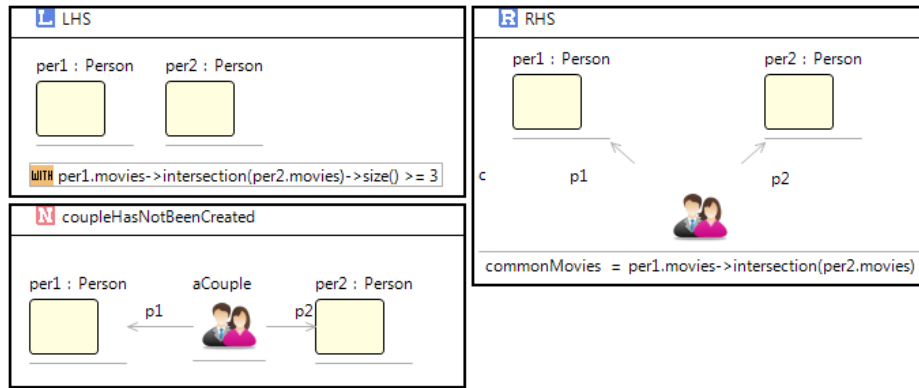 L LHS
per1 : Person per2 : Person
WITH per1.movies->intersection(per2.movies)->size() >= 3
N coupleHasNotBeenCreated
per1 : Person aCouple per2 : Person
p1 p2
R RHS
per1 : Person per2 : Person
c p1 p2
commonMovies = per1.movies->intersection(per2.movies)